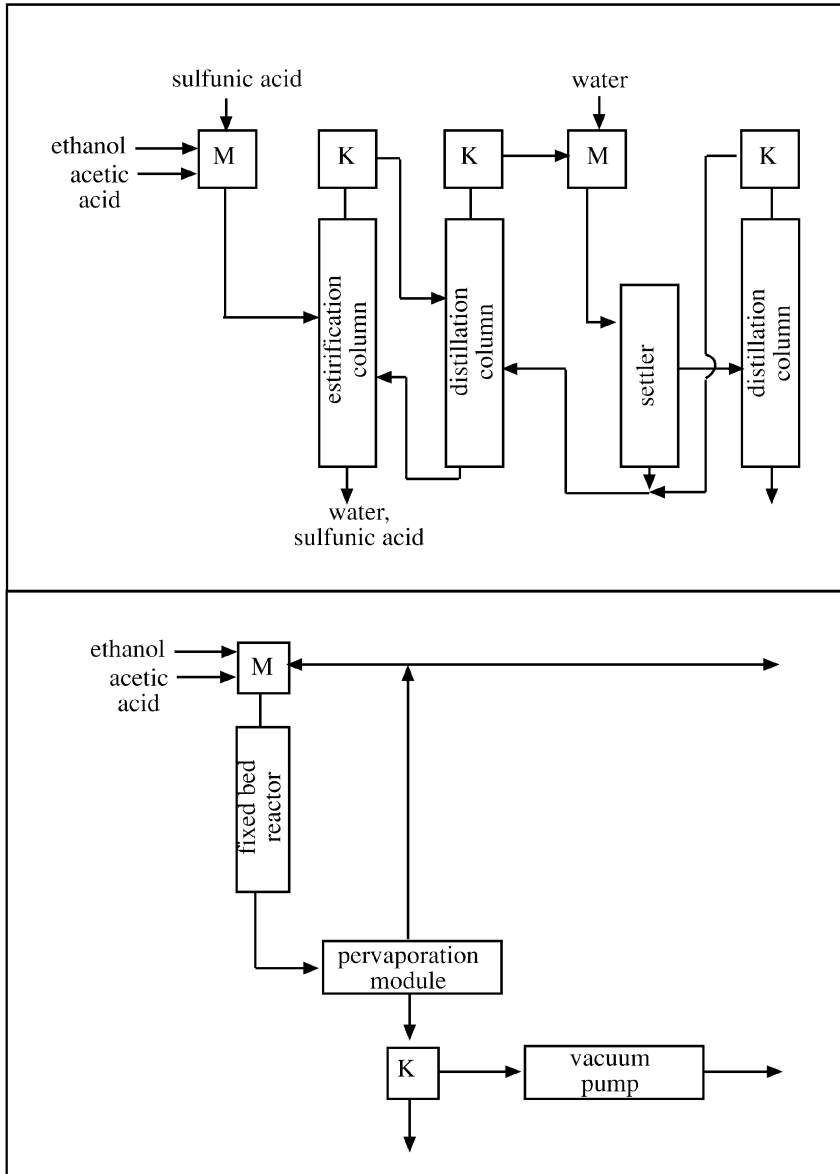 sulfunic acid
water
ethanol
acetic
acid
M
K
K
M
K
estirification
column
distillation
column
settler
distillation
column
water,
sulfunic acid
ethanol
acetic
acid
M
fixed bed
reactor
pervaporation
module
K
vacuum
pump